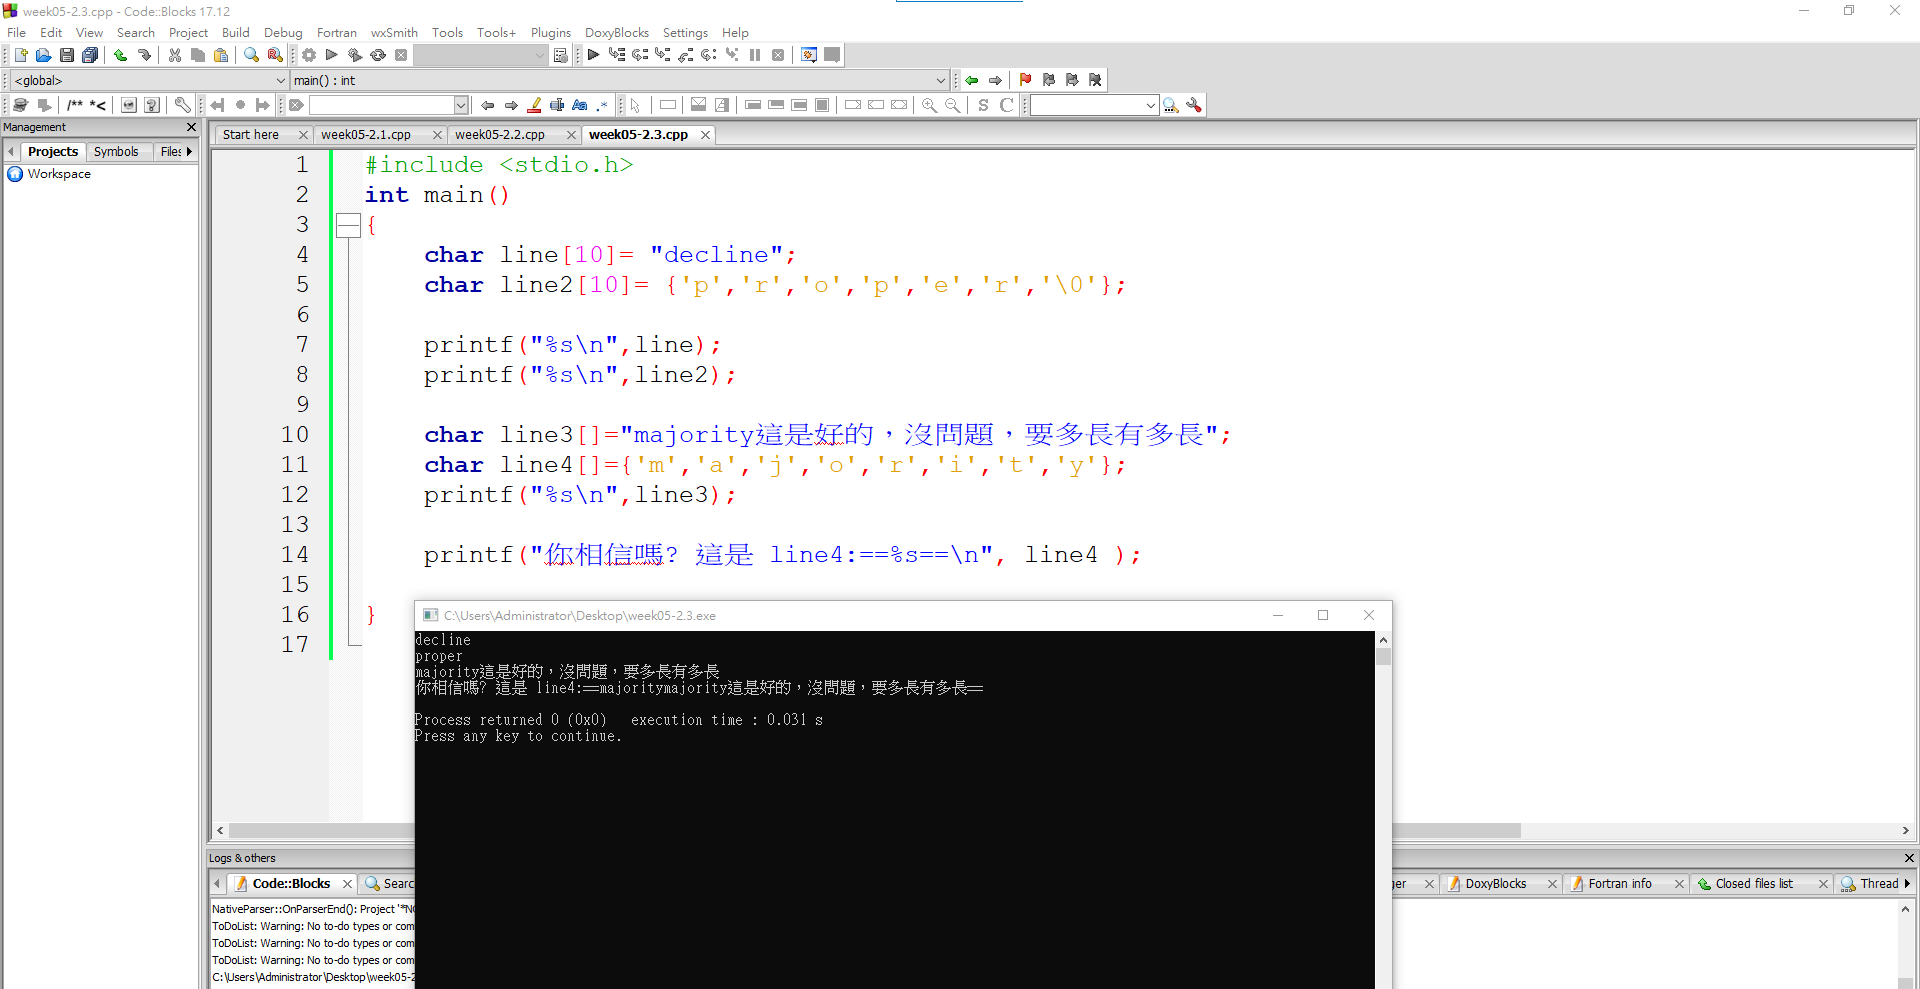 week05-2.3.cpp - Code::Blocks 17.12
File Edit View Search Project Build Debug Fortran wxSmith Tools Tools+ Plugins DoxyBlocks Settings Help
<global> main() : int
/** *<
S C
Management
Projects Symbols Files
Workspace
Start here week05-2.1.cpp week05-2.2.cpp week05-2.3.cpp
1 #include <stdio.h>
2 int main()
3 {
4 char line[10]= "decline";
5 char line2[10]= {'p','r','o','p','e','r','\0'};
6
7 printf("%s\n",line);
8 printf("%s\n",line2);
9
10 char line3[]="majority這是好的，沒問題，要多長有多長";
11 char line4[]={'m','a','j','o','r','i','t','y'};
12 printf("%s\n",line3);
13
14 printf("你相信嗎? 這是 line4:==%s==\n", line4 );
15
16 }
17
C:\Users\Administrator\Desktop\week05-2.3.exe
decline
proper
majority這是好的，沒問題，要多長有多長
你相信嗎? 這是 line4:==majoritymajority這是好的，沒問題，要多長有多長==
Process returned 0 (0x0) execution time : 0.031 s
Press any key to continue.
Logs & others
Code::Blocks Searc ger DoxyBlocks Fortran info Closed files list Thread
NativeParser::OnParserEnd(): Project '*NO
ToDoList: Warning: No to-do types or com
ToDoList: Warning: No to-do types or com
ToDoList: Warning: No to-do types or com
C:\Users\Administrator\Desktop\week05-2